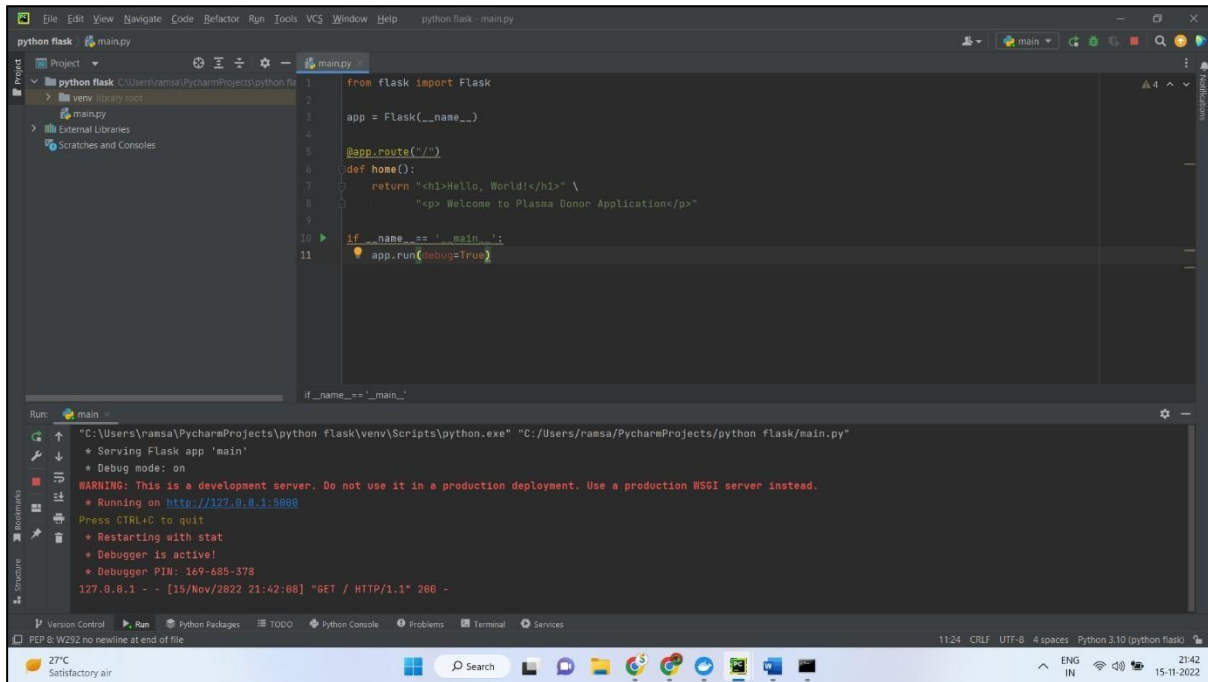 File Edit View Navigate Code Refactor Run Tools VCS Window Help python flask - main.py
python flask main.py main
Project main.py
python flask C:\Users\ramsa\PycharmProjects\python fla
venv library root
main.py
External Libraries
Scratches and Consoles
4
1 from flask import Flask
2
3 app = Flask(__name__)
4
5 @app.route("/")
6 def home():
7 return "<h1>Hello, World!</h1>" \
8 "<p> Welcome to Plasma Donor Application</p>"
9
10 if __name__== '__main__':
11 app.run(debug=True)
if __name__== '__main__'
Project
Notifications
Bookmarks
Structure
Run: main
"C:\Users\ramsa\PycharmProjects\python flask\venv\Scripts\python.exe" "C:/Users/ramsa/PycharmProjects/python flask/main.py"
* Serving Flask app 'main'
* Debug mode: on
WARNING: This is a development server. Do not use it in a production deployment. Use a production WSGI server instead.
* Running on http://127.0.0.1:5000
Press CTRL+C to quit
* Restarting with stat
* Debugger is active!
* Debugger PIN: 169-685-378
127.0.0.1 - - [15/Nov/2022 21:42:08] "GET / HTTP/1.1" 200 -
Version Control Run Python Packages TODO Python Console Problems Terminal Services
PEP 8: W292 no newline at end of file 11:24 CRLF UTF-8 4 spaces Python 3.10 (python flask)
27°C
Satisfactory air
Search
ENG
IN
21:42
15-11-2022